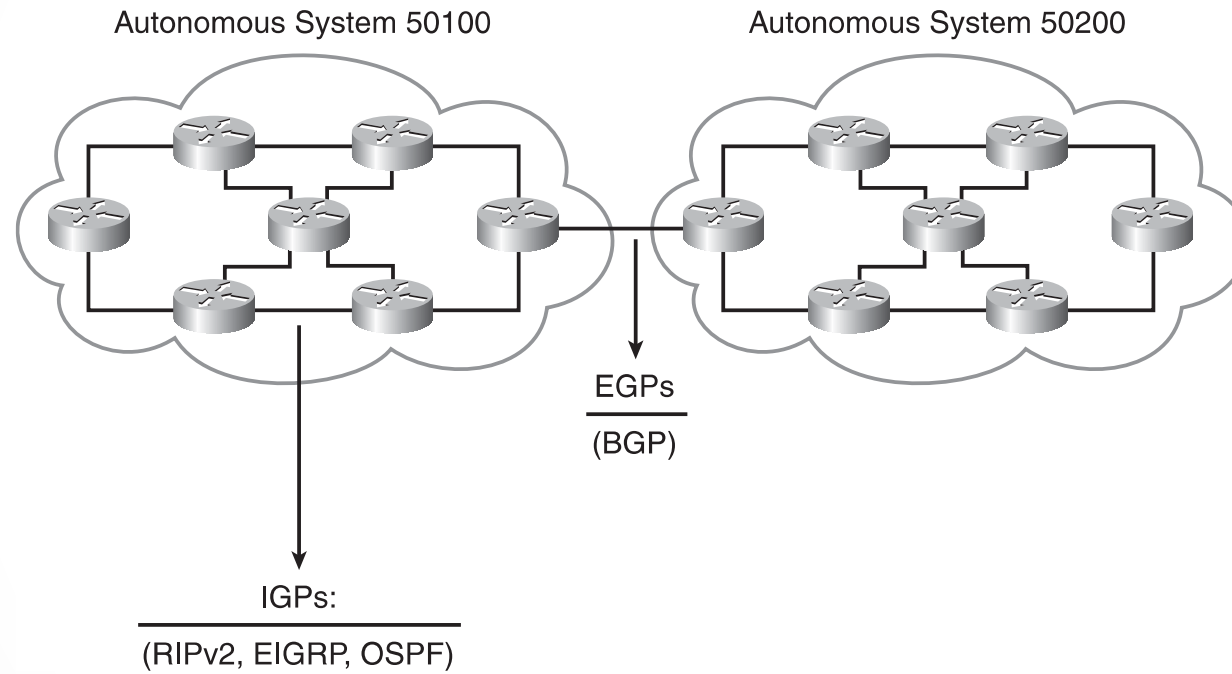 Autonomous System 50100
Autonomous System 50200
EGPs
(BGP)
IGPs:
(RIPv2, EIGRP, OSPF)